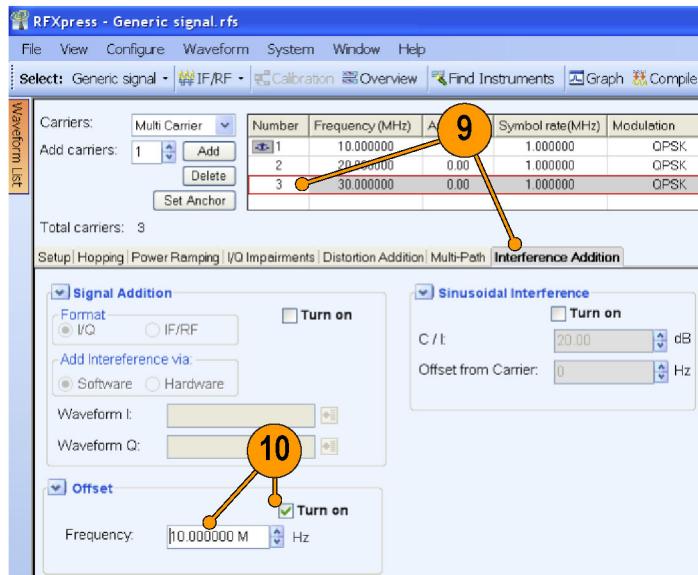 RFXpress - Generic signal.rfs
File View Configure Waveform System Window Help
Select: Generic signal IF/RF Calibration Overview Find Instruments Graph Compile
Waveform List
Carriers: Multi Carrier
Add carriers: 1 Add
Delete
Set Anchor
Total carriers: 3
Number Frequency (MHz) Symbol rate(MHz) Modulation
1 10.000000 1.000000 QPSK
2 20.000000 0.00 1.000000 QPSK
3 30.000000 0.00 1.000000 QPSK
9
Setup Hopping Power Ramping I/Q Impairments Distortion Addition Multi-Path Interference Addition
Signal Addition
Turn on
Format
I/Q IF/RF
Add Intereference via:
Software Hardware
Waveform I:
Waveform Q:
10
Offset
Turn on
Frequency: 10.000000 M Hz
Sinusoidal Interference
Turn on
C / I: 20.00 dB
Offset from Carrier: 0 Hz